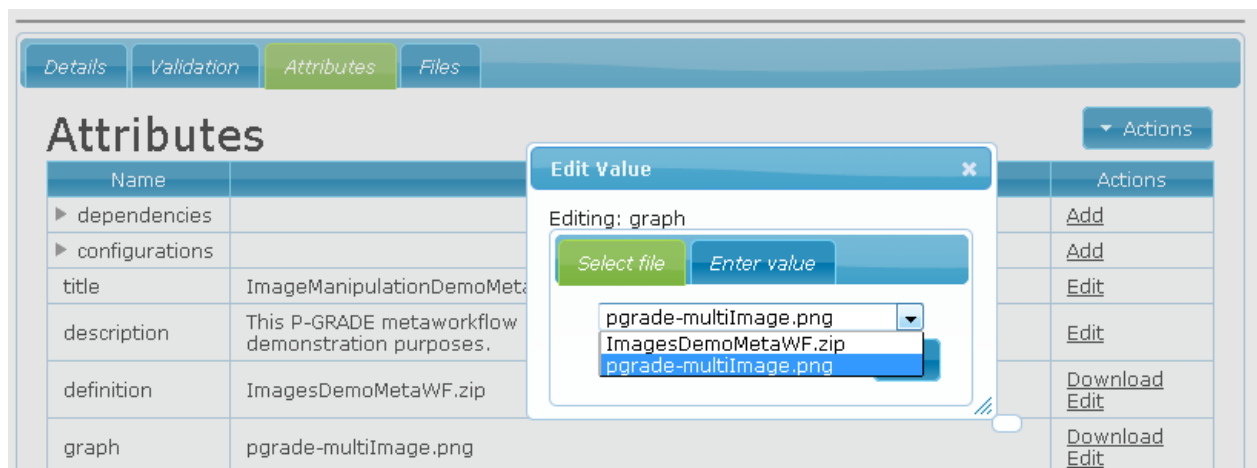 Details Validation Attributes Files
Attributes
Actions
Name
Actions
dependencies
Add
configurations
Add
title
ImageManipulationDemoMeta
Edit
description
This P-GRADE metaworkflow
demonstration purposes.
Edit
definition
ImagesDemoMetaWF.zip
Download
Edit
graph
pgrade-multiImage.png
Download
Edit
Edit Value
Editing: graph
Select file Enter value
pgrade-multiImage.png
ImagesDemoMetaWF.zip
pgrade-multiImage.png